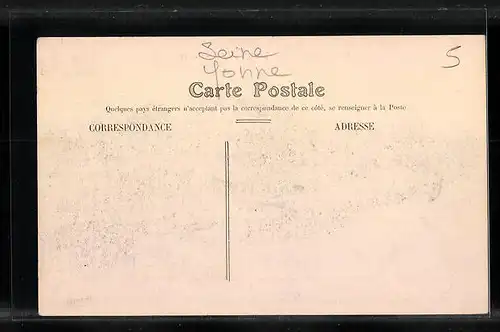 Seine
Yonne
5
Carte Postale
Quelques pays étrangers n'acceptant pas la correspondance de ce côté, se renseigner à la Poste
CORRESPONDANCE
ADRESSE